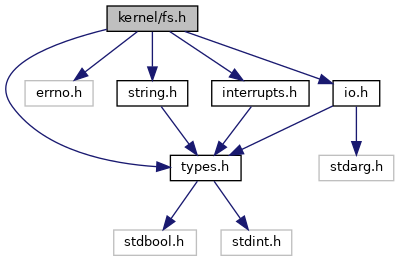 kernel/fs.h
errno.h
string.h
interrupts.h
io.h
types.h
stdarg.h
stdbool.h
stdint.h